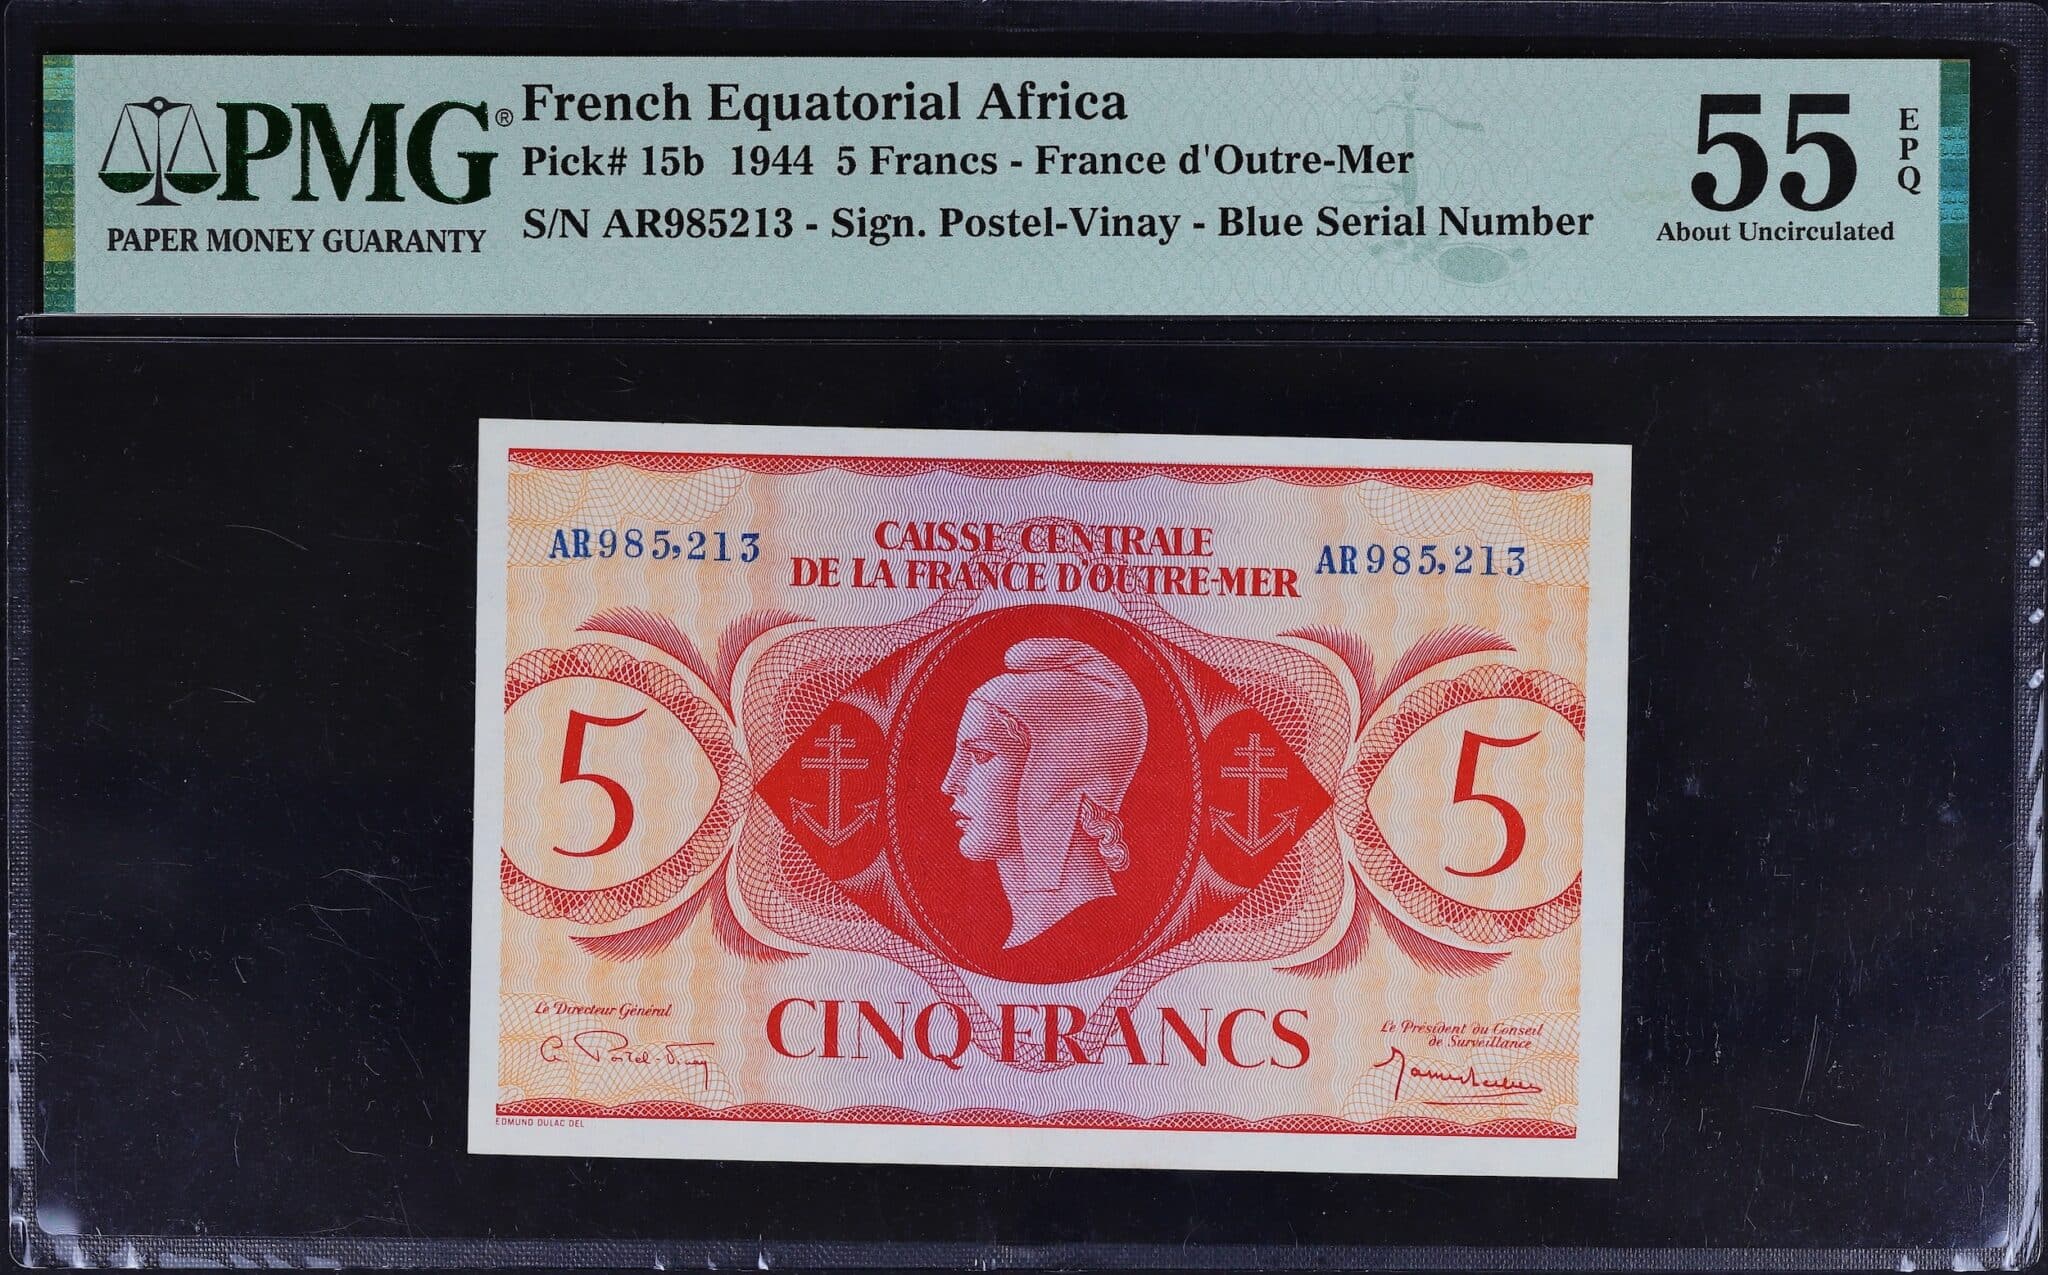 PMG®
PAPER MONEY GUARANTY
French Equatorial Africa
Pick# 15b 1944 5 Francs - France d'Outre-Mer
S/N AR985213 - Sign. Postel-Vinay - Blue Serial Number
55
EPQ
About Uncirculated
AR985,213
CAISSE CENTRALE
DE LA FRANCE D'OUTRE-MER
AR985,213
5
5
CINQ FRANCS
Le Directeur Général
Postel-Vinay
Le Président du Conseil
de Surveillance
EDMUND DULAC DEL